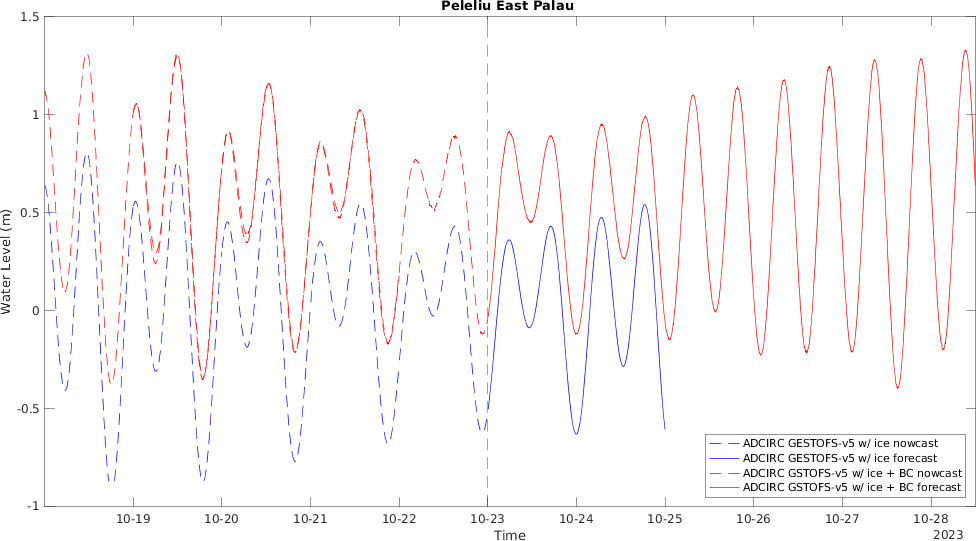 Peleliu East Palau
1.5
1
0.5
0
-0.5
-1
Water Level (m)
10-19 10-20 10-21 10-22 10-23 10-24 10-25 10-26 10-27 10-28
Time
2023
ADCIRC GESTOFS-v5 w/ ice nowcast
ADCIRC GESTOFS-v5 w/ ice forecast
ADCIRC GSTOFS-v5 w/ ice + BC nowcast
ADCIRC GSTOFS-v5 w/ ice + BC forecast